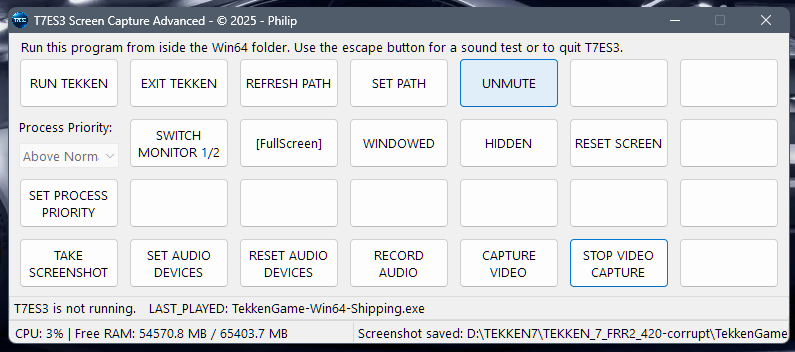 T7ES3 Screen Capture Advanced - © 2025 - Philip
Run this program from iside the Win64 folder. Use the escape button for a sound test or to quit T7ES3.
RUN TEKKEN
EXIT TEKKEN
REFRESH PATH
SET PATH
UNMUTE
Process Priority:
Above Norm
SWITCH
MONITOR 1/2
[FullScreen]
WINDOWED
HIDDEN
RESET SCREEN
SET PROCESS
PRIORITY
TAKE
SCREENSHOT
SET AUDIO
DEVICES
RESET AUDIO
DEVICES
RECORD
AUDIO
CAPTURE
VIDEO
STOP VIDEO
CAPTURE
T7ES3 is not running. LAST_PLAYED: TekkenGame-Win64-Shipping.exe
CPU: 3% | Free RAM: 54570.8 MB / 65403.7 MB
Screenshot saved: D:\TEKKEN7\TEKKEN_7_FRR2_420-corrupt\TekkenGame